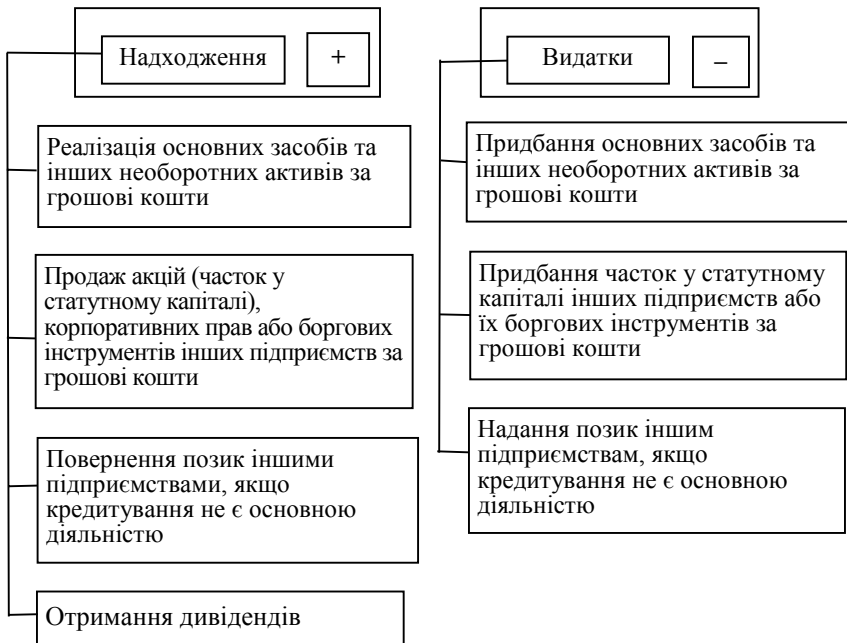 Надходження
+
Реалізація основних засобів та
інших необоротних активів за
грошові кошти
Продаж акцій (часток у
статутному капіталі),
корпоративних прав або боргових
інструментів інших підприємств за
грошові кошти
Повернення позик іншими
підприємствами, якщо
кредитування не є основною
діяльністю
Отримання дивідендів
Видатки
–
Придбання основних засобів та
інших необоротних активів за
грошові кошти
Придбання часток у статутному
капіталі інших підприємств або
їх боргових інструментів за
грошові кошти
Надання позик іншим
підприємствам, якщо
кредитування не є основною
діяльністю